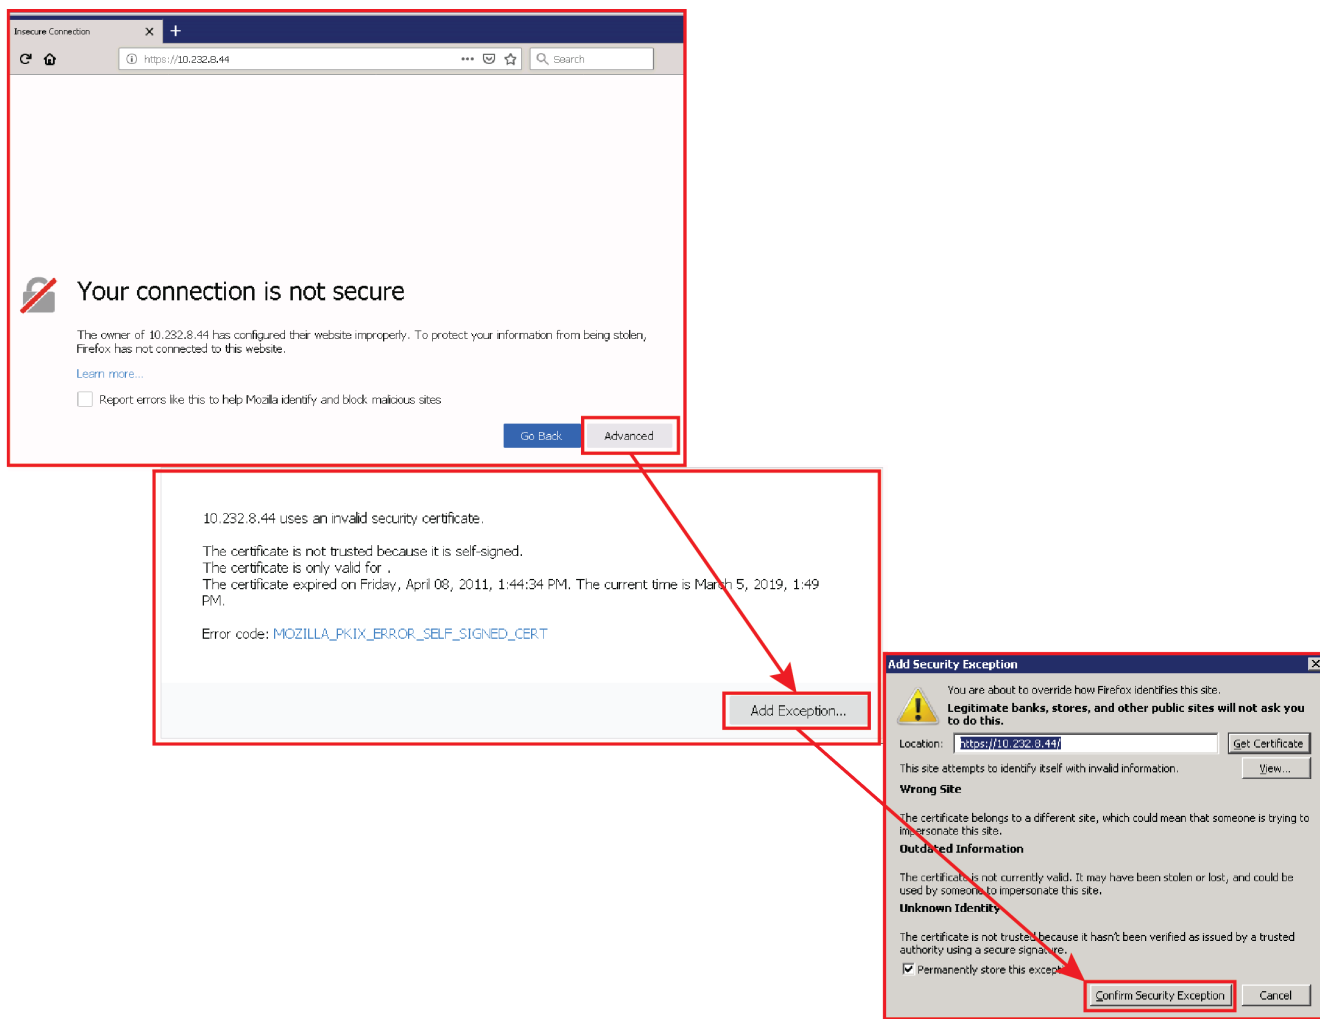 Insecure Connection
https://10.232.8.44
Search
Your connection is not secure
The owner of 10.232.8.44 has configured their website improperly. To protect your information from being stolen,
Firefox has not connected to this website.
Learn more...
Report errors like this to help Mozilla identify and block malicious sites
Go Back
Advanced
10.232.8.44 uses an invalid security certificate.
The certificate is not trusted because it is self-signed.
The certificate is only valid for .
The certificate expired on Friday, April 08, 2011, 1:44:34 PM. The current time is March 5, 2019, 1:49
PM.
Error code: MOZILLA_PKIX_ERROR_SELF_SIGNED_CERT
Add Exception...
Add Security Exception
You are about to override how Firefox identifies this site.
Legitimate banks, stores, and other public sites will not ask you
to do this.
Location:
https://10.232.8.44/
Get Certificate
This site attempts to identify itself with invalid information.
View...
Wrong Site
The certificate belongs to a different site, which could mean that someone is trying to
impersonate this site.
Outdated Information
The certificate is not currently valid. It may have been stolen or lost, and could be
used by someone to impersonate this site.
Unknown Identity
The certificate is not trusted because it hasn't been verified as issued by a trusted
authority using a secure signature.
Permanently store this excepti
Confirm Security Exception
Cancel